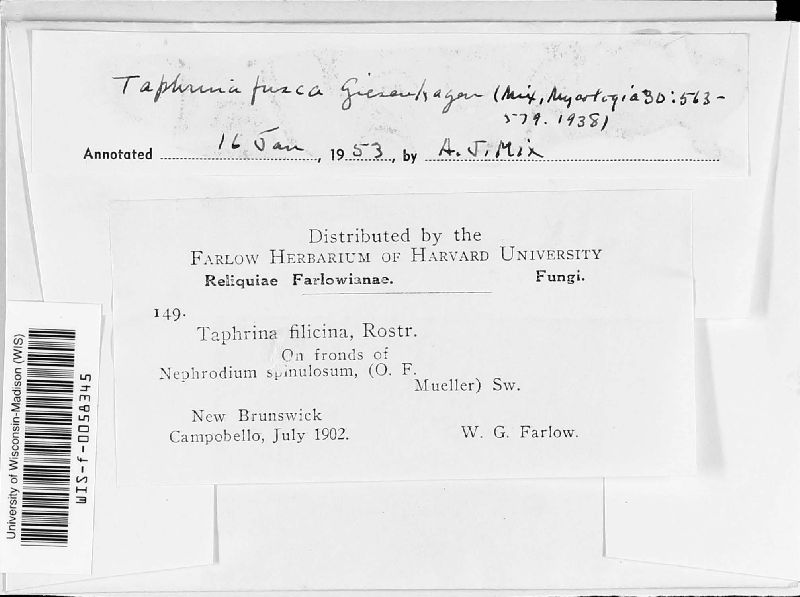 Taphrina fusca Giesenhagen (Mix, Mycologia 30:563-
579. 1938)
Annotated 16 Jan, 1953, by A. J. Mix
Distributed by the
FARLOW HERBARIUM OF HARVARD UNIVERSITY
Reliquiae Farlowianae. Fungi.
149.
Taphrina filicina, Rostr.
On fronds of
Nephrodium spinulosum, (O. F.
Mueller) Sw.
New Brunswick
Campobello, July 1902. W. G. Farlow.
University of Wisconsin-Madison (WIS)
WIS-f-0058345